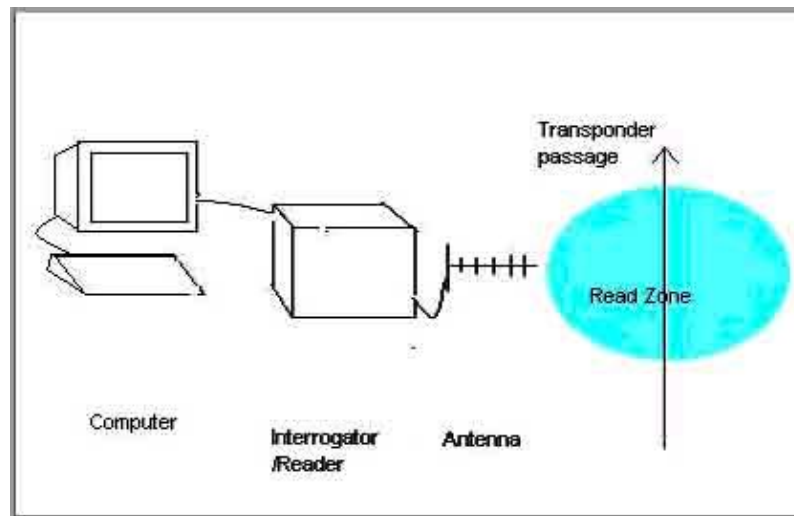 Transponder
passage
Read Zone
Computer
Interrogator
/Reader
Antenna